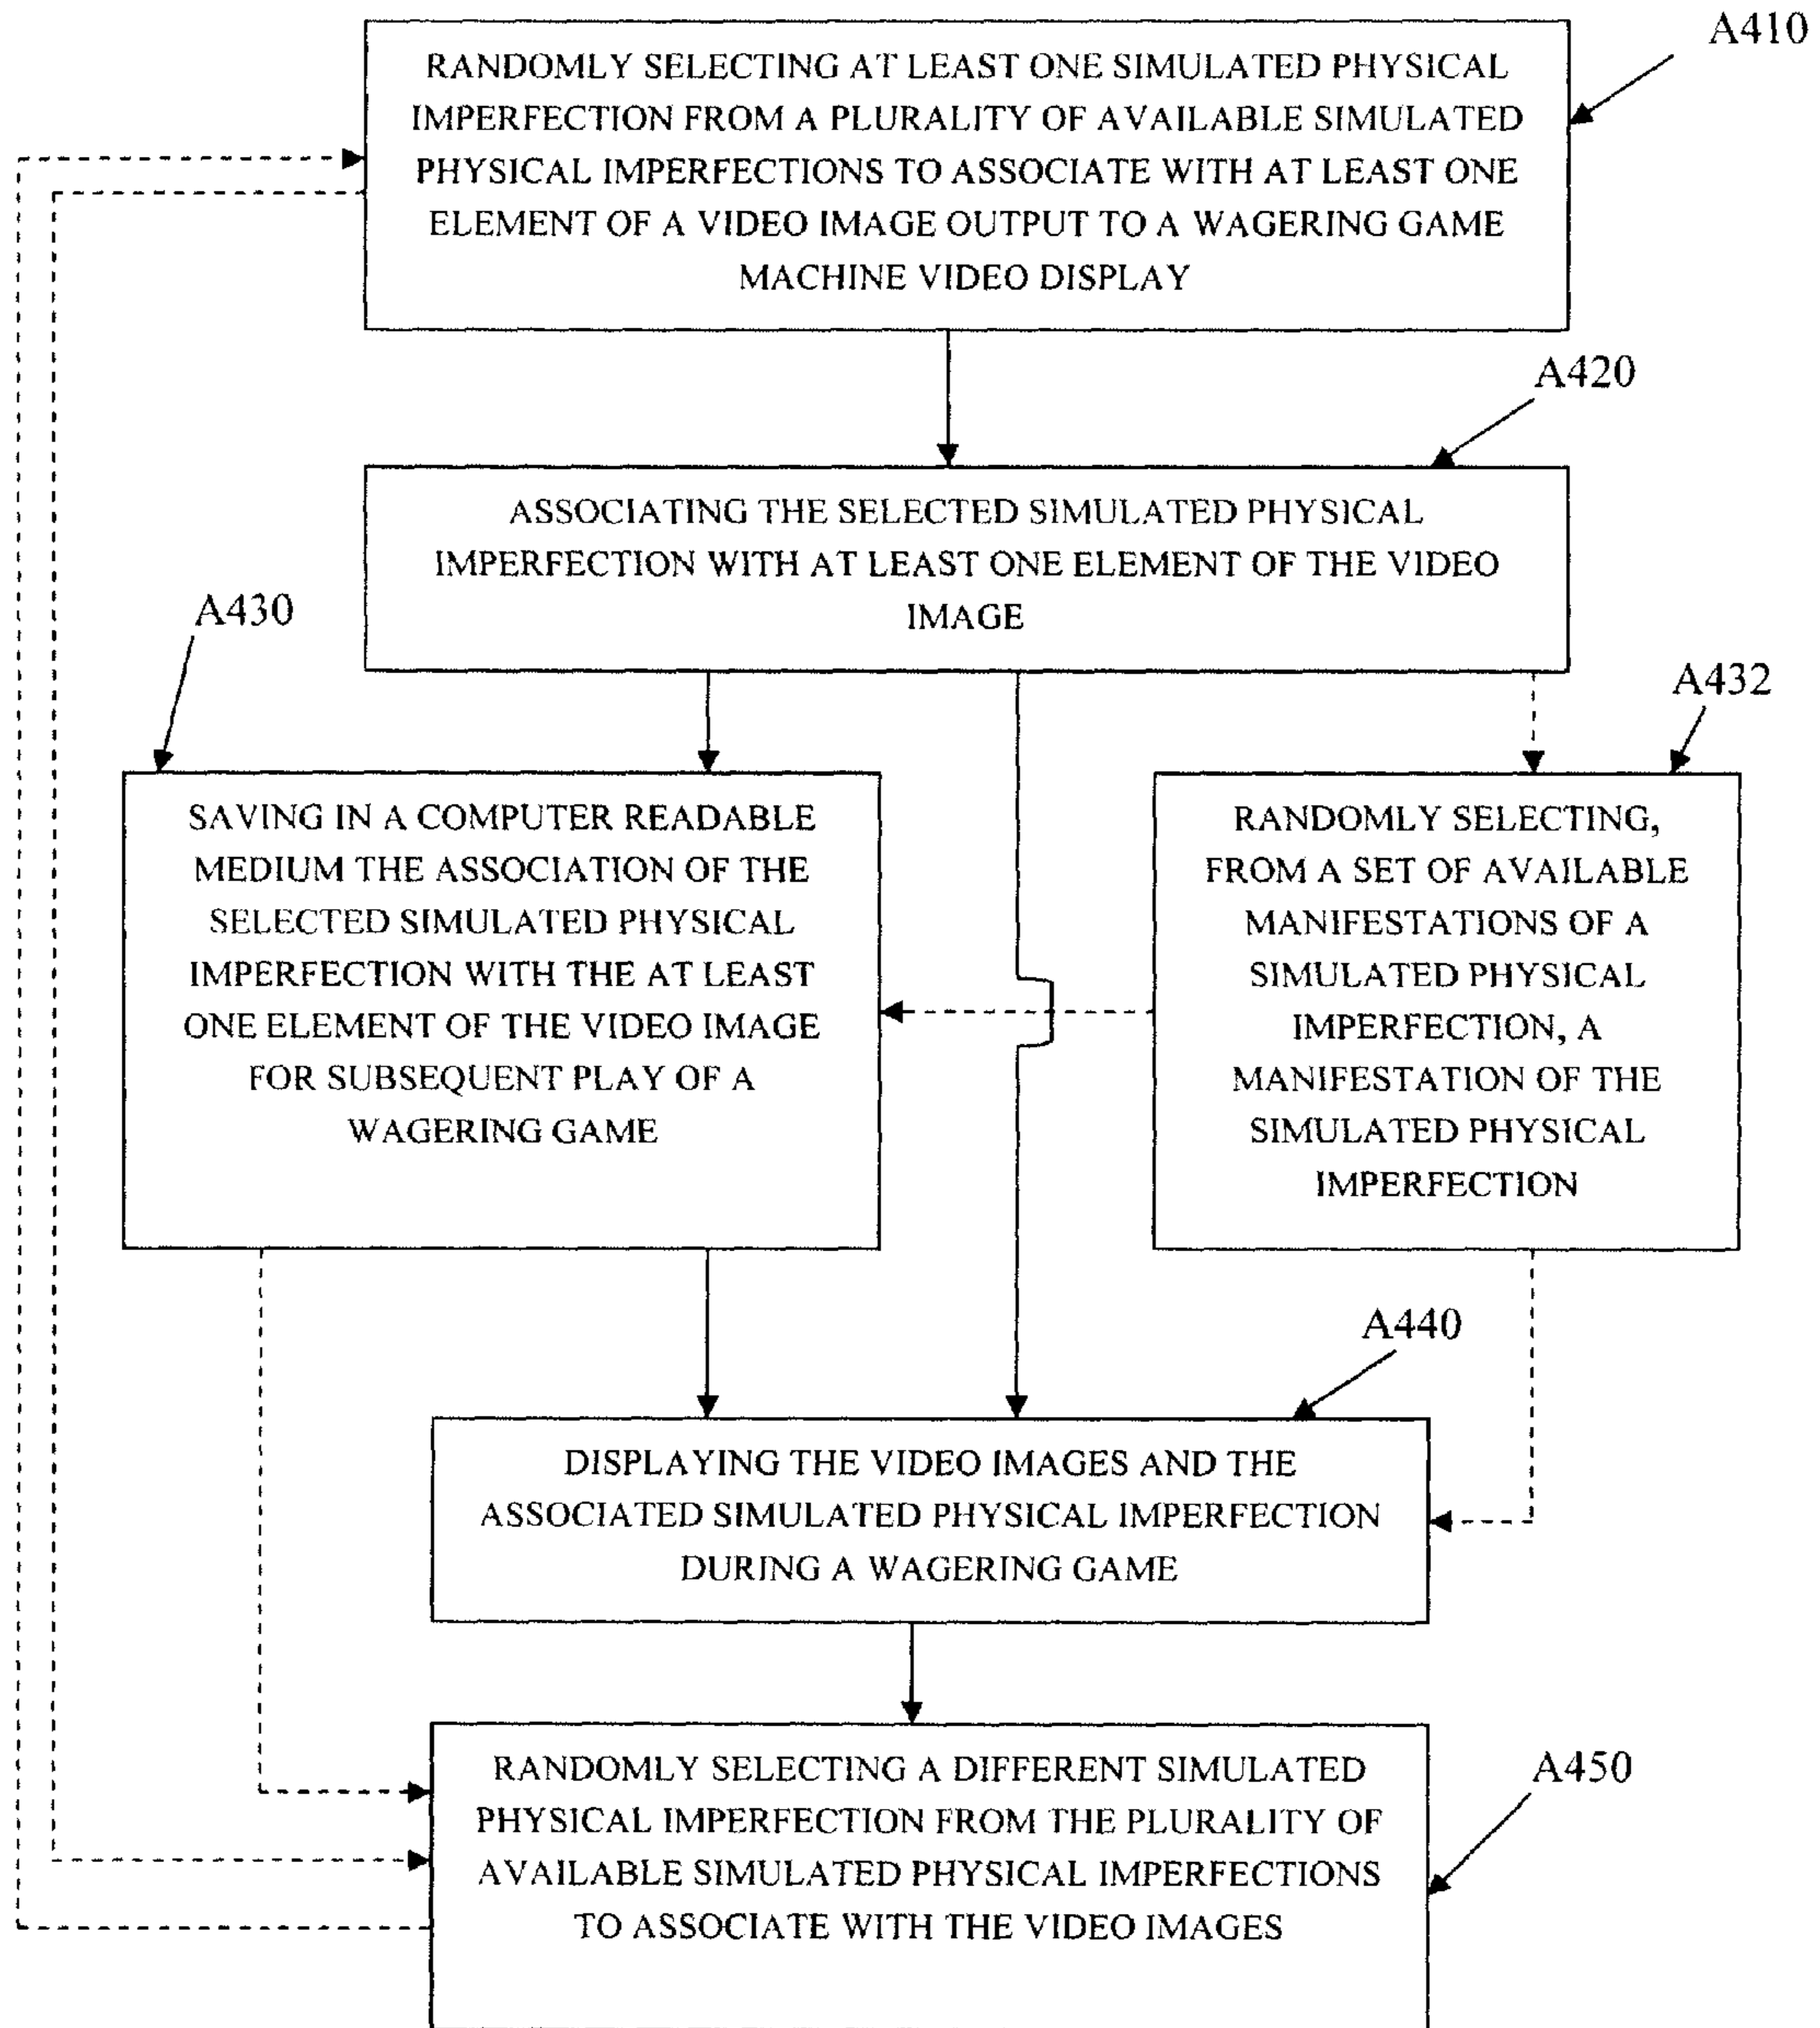 A410
RANDOMLY SELECTING AT LEAST ONE SIMULATED PHYSICAL
IMPERFECTION FROM A PLURALITY OF AVAILABLE SIMULATED
PHYSICAL IMPERFECTIONS TO ASSOCIATE WITH AT LEAST ONE
ELEMENT OF A VIDEO IMAGE OUTPUT TO A WAGERING GAME
MACHINE VIDEO DISPLAY
A420
ASSOCIATING THE SELECTED SIMULATED PHYSICAL
IMPERFECTION WITH AT LEAST ONE ELEMENT OF THE VIDEO
IMAGE
A430
SAVING IN A COMPUTER READABLE
MEDIUM THE ASSOCIATION OF THE
SELECTED SIMULATED PHYSICAL
IMPERFECTION WITH THE AT LEAST
ONE ELEMENT OF THE VIDEO IMAGE
FOR SUBSEQUENT PLAY OF A
WAGERING GAME
A432
RANDOMLY SELECTING,
FROM A SET OF AVAILABLE
MANIFESTATIONS OF A
SIMULATED PHYSICAL
IMPERFECTION, A
MANIFESTATION OF THE
SIMULATED PHYSICAL
IMPERFECTION
A440
DISPLAYING THE VIDEO IMAGES AND THE
ASSOCIATED SIMULATED PHYSICAL IMPERFECTION
DURING A WAGERING GAME
A450
RANDOMLY SELECTING A DIFFERENT SIMULATED
PHYSICAL IMPERFECTION FROM THE PLURALITY OF
AVAILABLE SIMULATED PHYSICAL IMPERFECTIONS
TO ASSOCIATE WITH THE VIDEO IMAGES